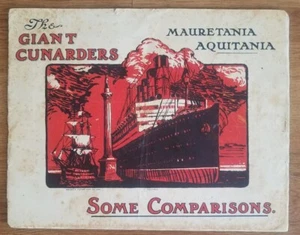 The
GIANT
CUNARDERS
MAURETANIA
AQUITANIA
SOME COMPARISONS.